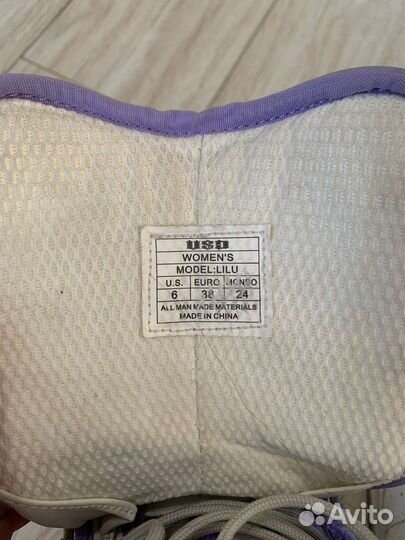 usd
WOMEN'S
MODEL:LILU
U.S. EURO MONDO
6 38 24
ALL MAN MADE MATERIALS
MADE IN CHINA
Avito